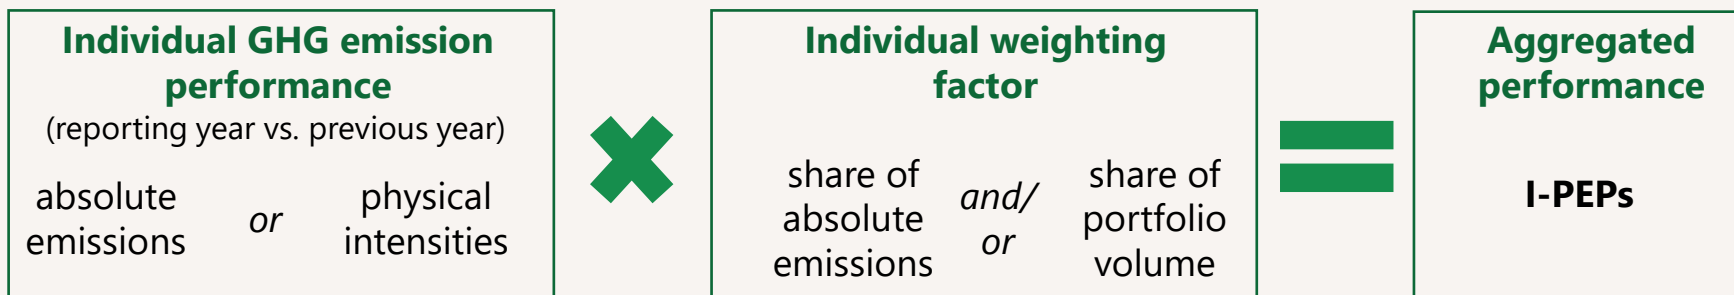 Individual GHG emission
performance
(reporting year vs. previous year)
absolute
emissions
or
physical
intensities
Individual weighting
factor
share of
absolute
emissions
and/
or
share of
portfolio
volume
Aggregated
performance
I-PEPs